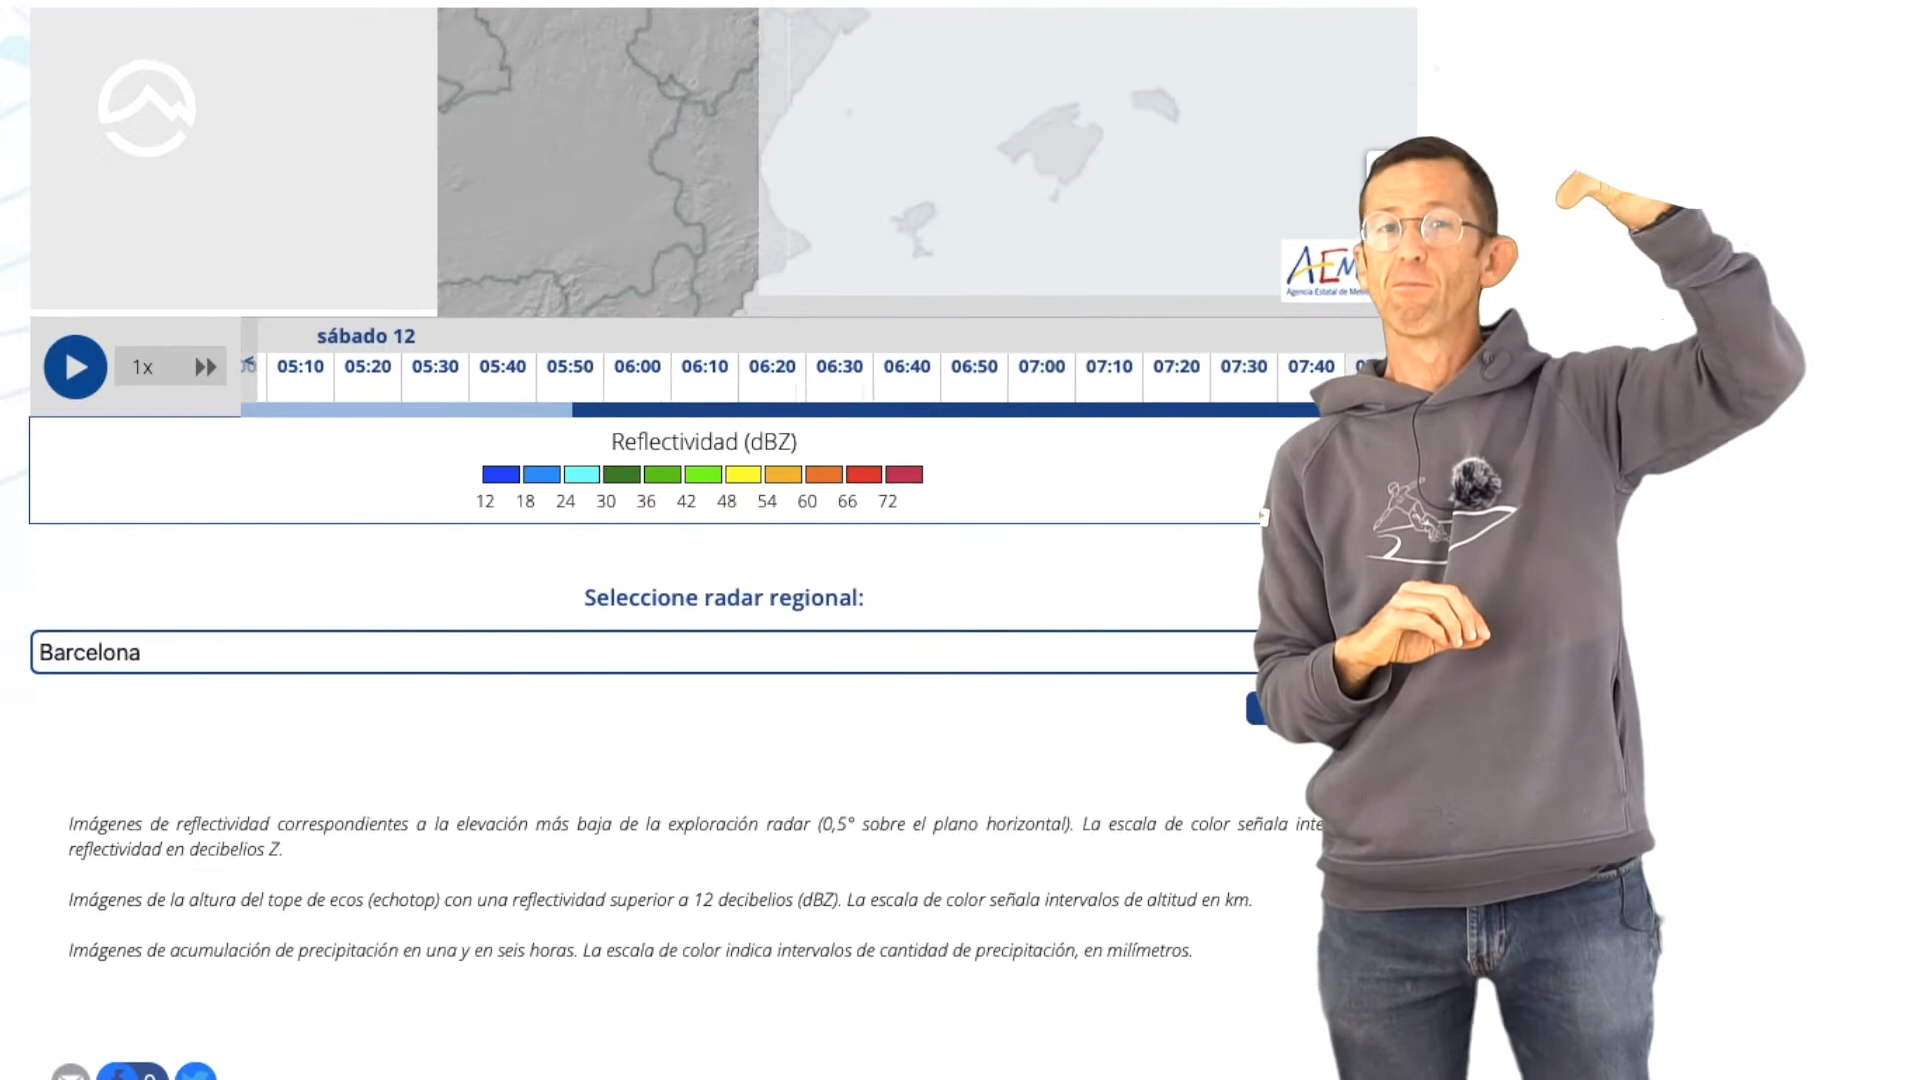 AEM
Agencia Estatal de Met
sábado 12
1x
05:10 05:20 05:30 05:40 05:50 06:00 06:10 06:20 06:30 06:40 06:50 07:00 07:10 07:20 07:30 07:40
Reflectividad (dBZ)
12 18 24 30 36 42 48 54 60 66 72
Seleccione radar regional:
Barcelona
Imágenes de reflectividad correspondientes a la elevación más baja de la exploración radar (0,5° sobre el plano horizontal). La escala de color señala inte
reflectividad en decibelios Z.
Imágenes de la altura del tope de ecos (echotop) con una reflectividad superior a 12 decibelios (dBZ). La escala de color señala intervalos de altitud en km.
Imágenes de acumulación de precipitación en una y en seis horas. La escala de color indica intervalos de cantidad de precipitación, en milímetros.